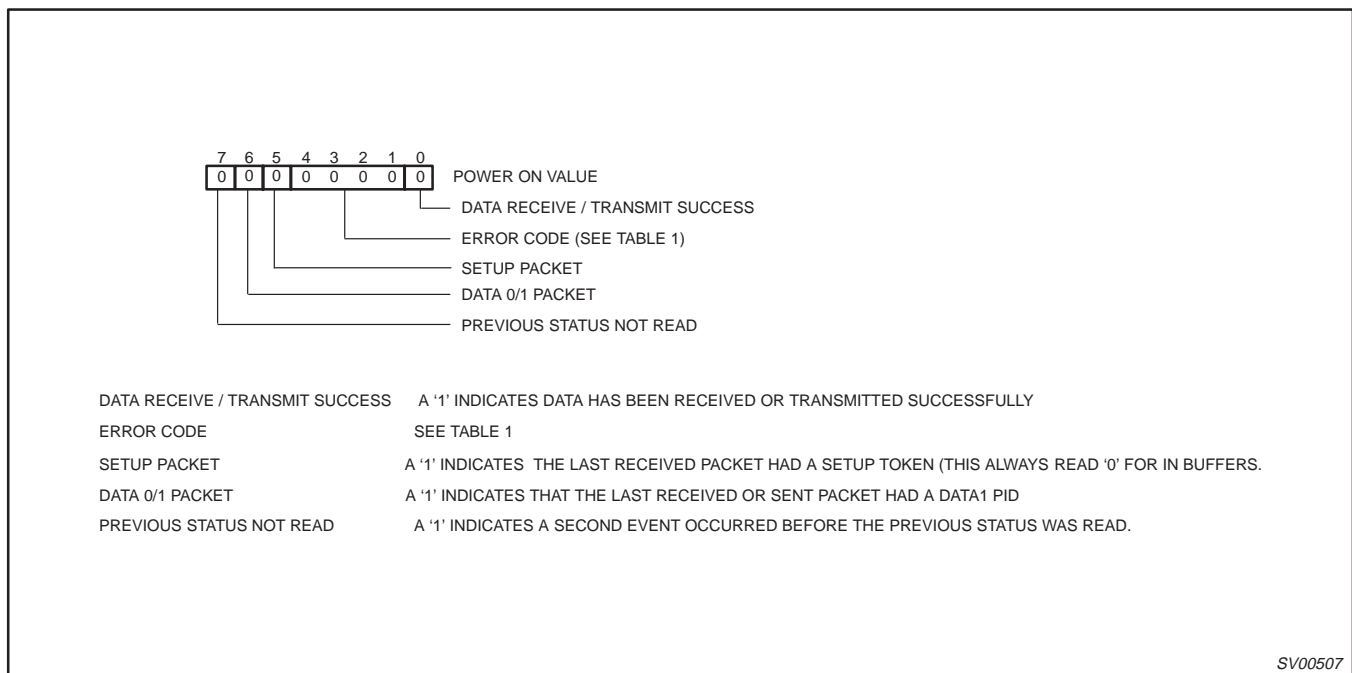 7 6 5 4 3 2 1 0
0 0 0 0 0 0 0 0 POWER ON VALUE
DATA RECEIVE / TRANSMIT SUCCESS
ERROR CODE (SEE TABLE 1)
SETUP PACKET
DATA 0/1 PACKET
PREVIOUS STATUS NOT READ
DATA RECEIVE / TRANSMIT SUCCESS A ‘1’ INDICATES DATA HAS BEEN RECEIVED OR TRANSMITTED SUCCESSFULLY
ERROR CODE SEE TABLE 1
SETUP PACKET A ‘1’ INDICATES THE LAST RECEIVED PACKET HAD A SETUP TOKEN (THIS ALWAYS READ ‘0’ FOR IN BUFFERS.
DATA 0/1 PACKET A ‘1’ INDICATES THAT THE LAST RECEIVED OR SENT PACKET HAD A DATA1 PID
PREVIOUS STATUS NOT READ A ‘1’ INDICATES A SECOND EVENT OCCURRED BEFORE THE PREVIOUS STATUS WAS READ.
SV00507